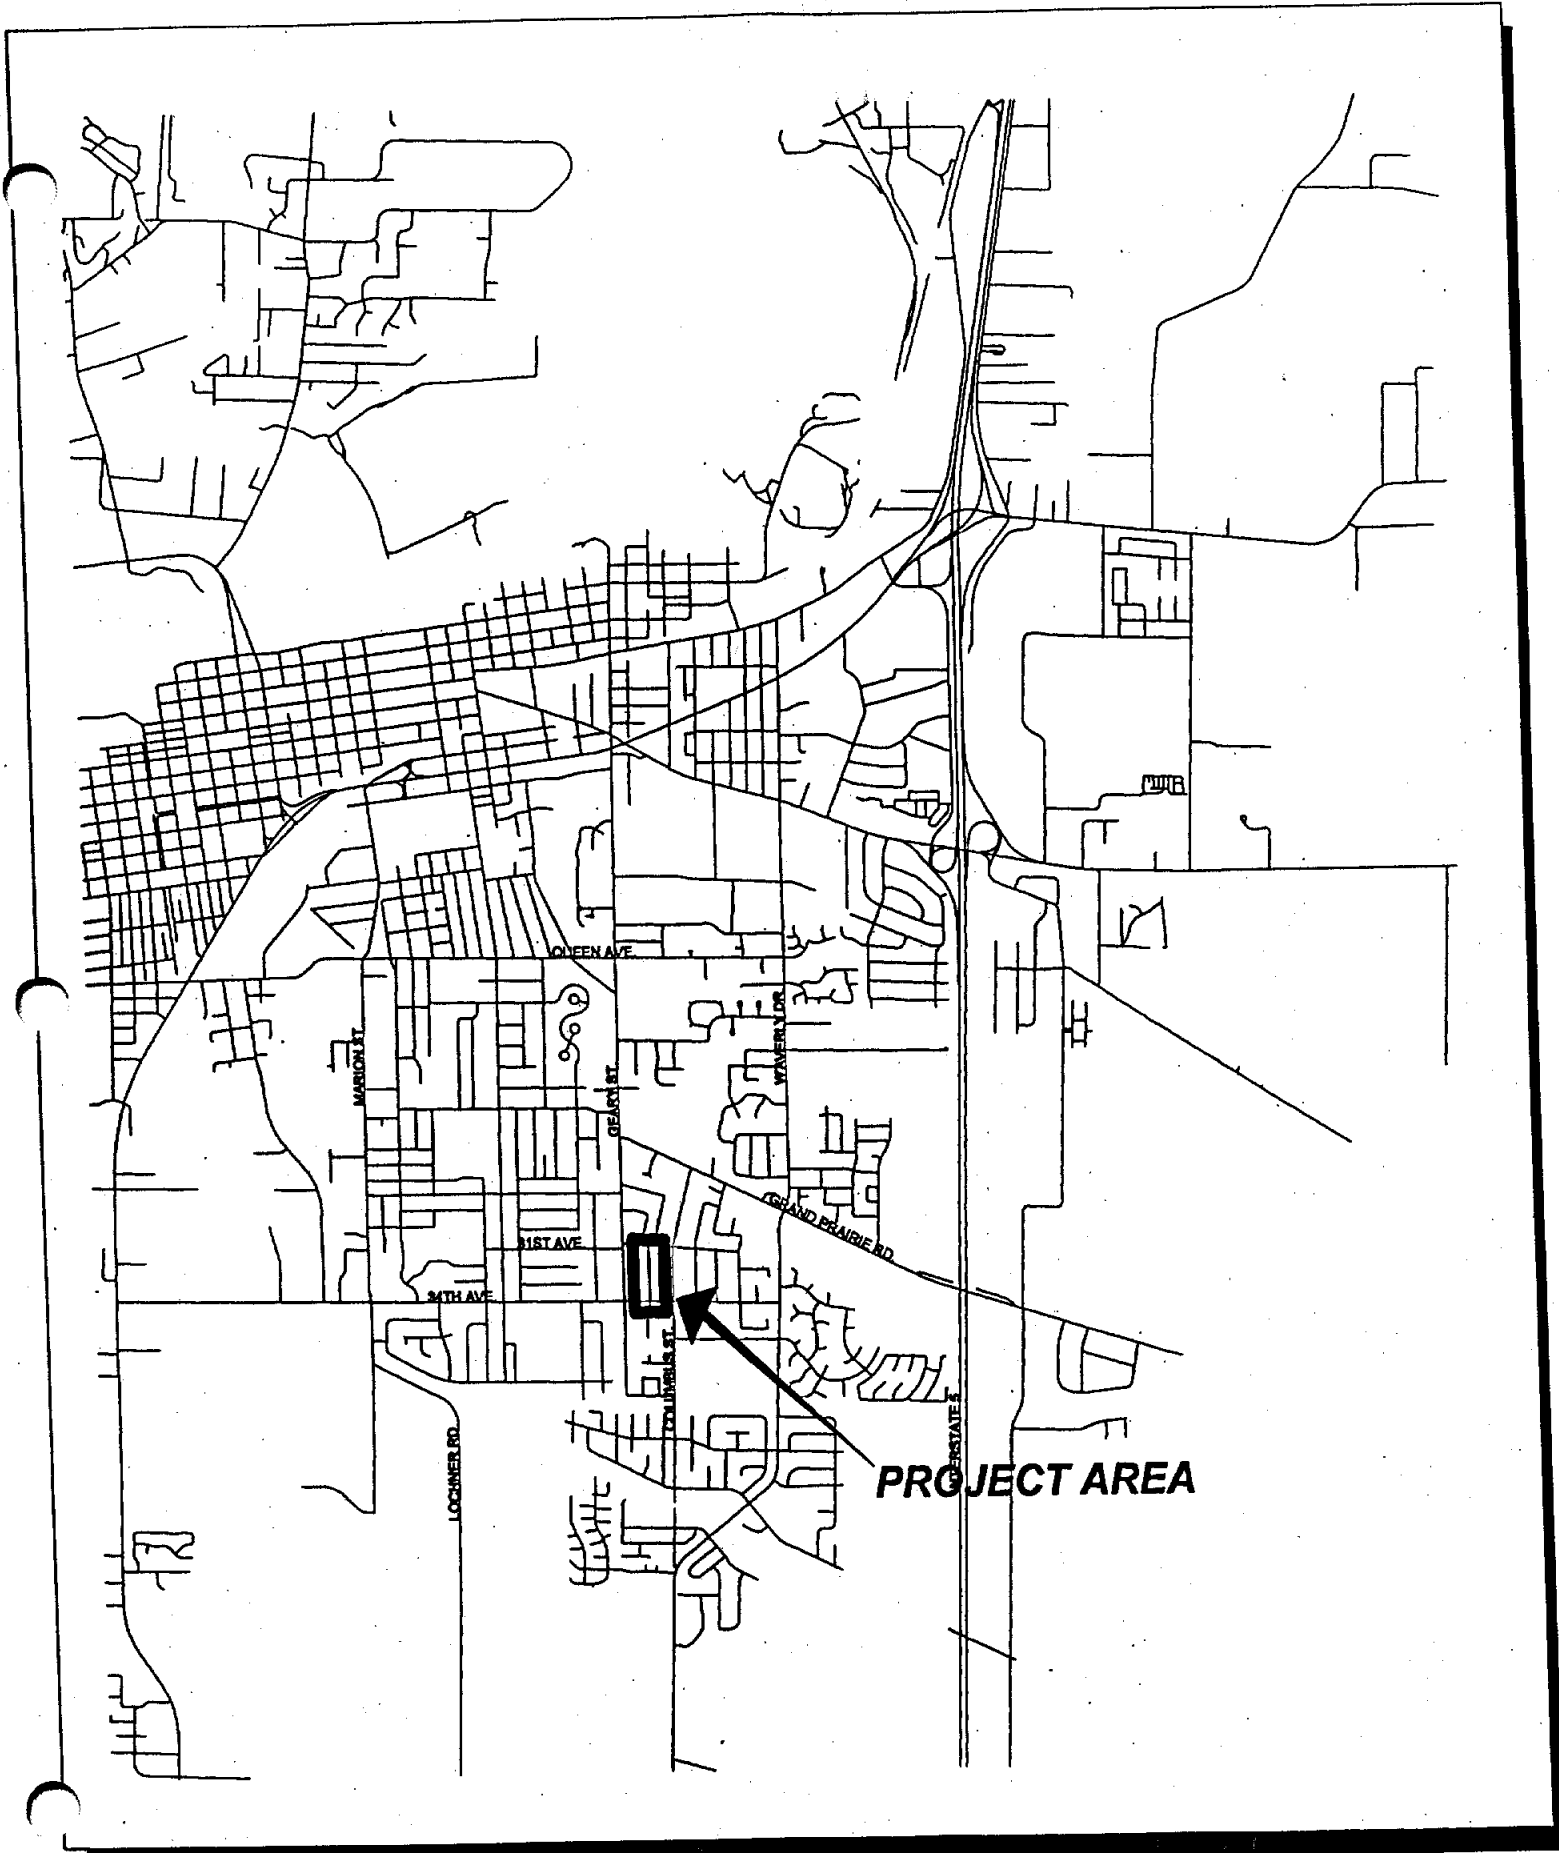 QUEEN AVE.
MARION ST.
GEARY ST.
WAVERLY DR.
GRAND PRAIRIE RD.
31ST AVE.
34TH AVE.
COLUMBUS ST.
LOCHNER RD.
INTERSTATE 5
PROJECT AREA